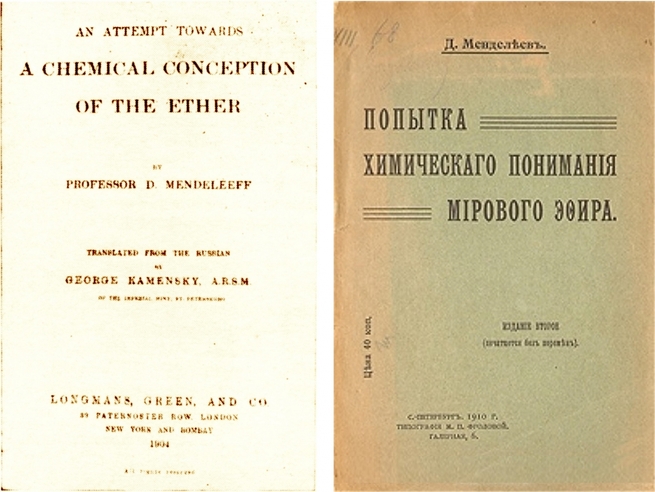 AN ATTEMPT TOWARDS
A CHEMICAL CONCEPTION
OF THE ETHER
BY
PROFESSOR D. MENDELÉEFF
TRANSLATED FROM THE RUSSIAN
BY
GEORGE KAMENSKY, A.R.S.M.
OF THE IMPERIAL MINT, ST. PETERSBURG
LONGMANS, GREEN, AND CO.
39 PATERNOSTER ROW, LONDON
NEW YORK AND BOMBAY
1904
Д. Менделѣевъ.
ПОПЫТКА
ХИМИЧЕСКАГО ПОНИМАНІЯ
МІРОВОГО ЭѲИРА.
ИЗДАНІЕ ВТОРОЕ
(печатается безъ перемѣнъ).
Цѣна 40 коп.
С.-ПЕТЕРБУРГЪ. 1910 г.
ТИПОГРАФІЯ М. П. ФРОЛОВОЙ.
ГАЛЕРНАЯ, 6.